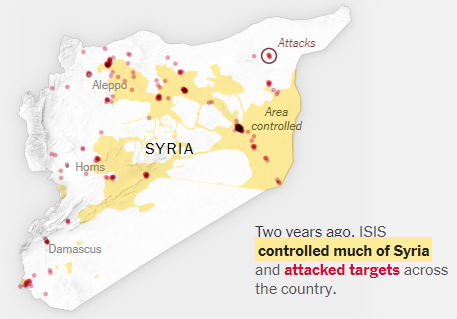 Attacks
Aleppo
Area
controlled
SYRIA
Homs
Damascus
Two years ago, ISIS
controlled much of Syria
and attacked targets across
the country.